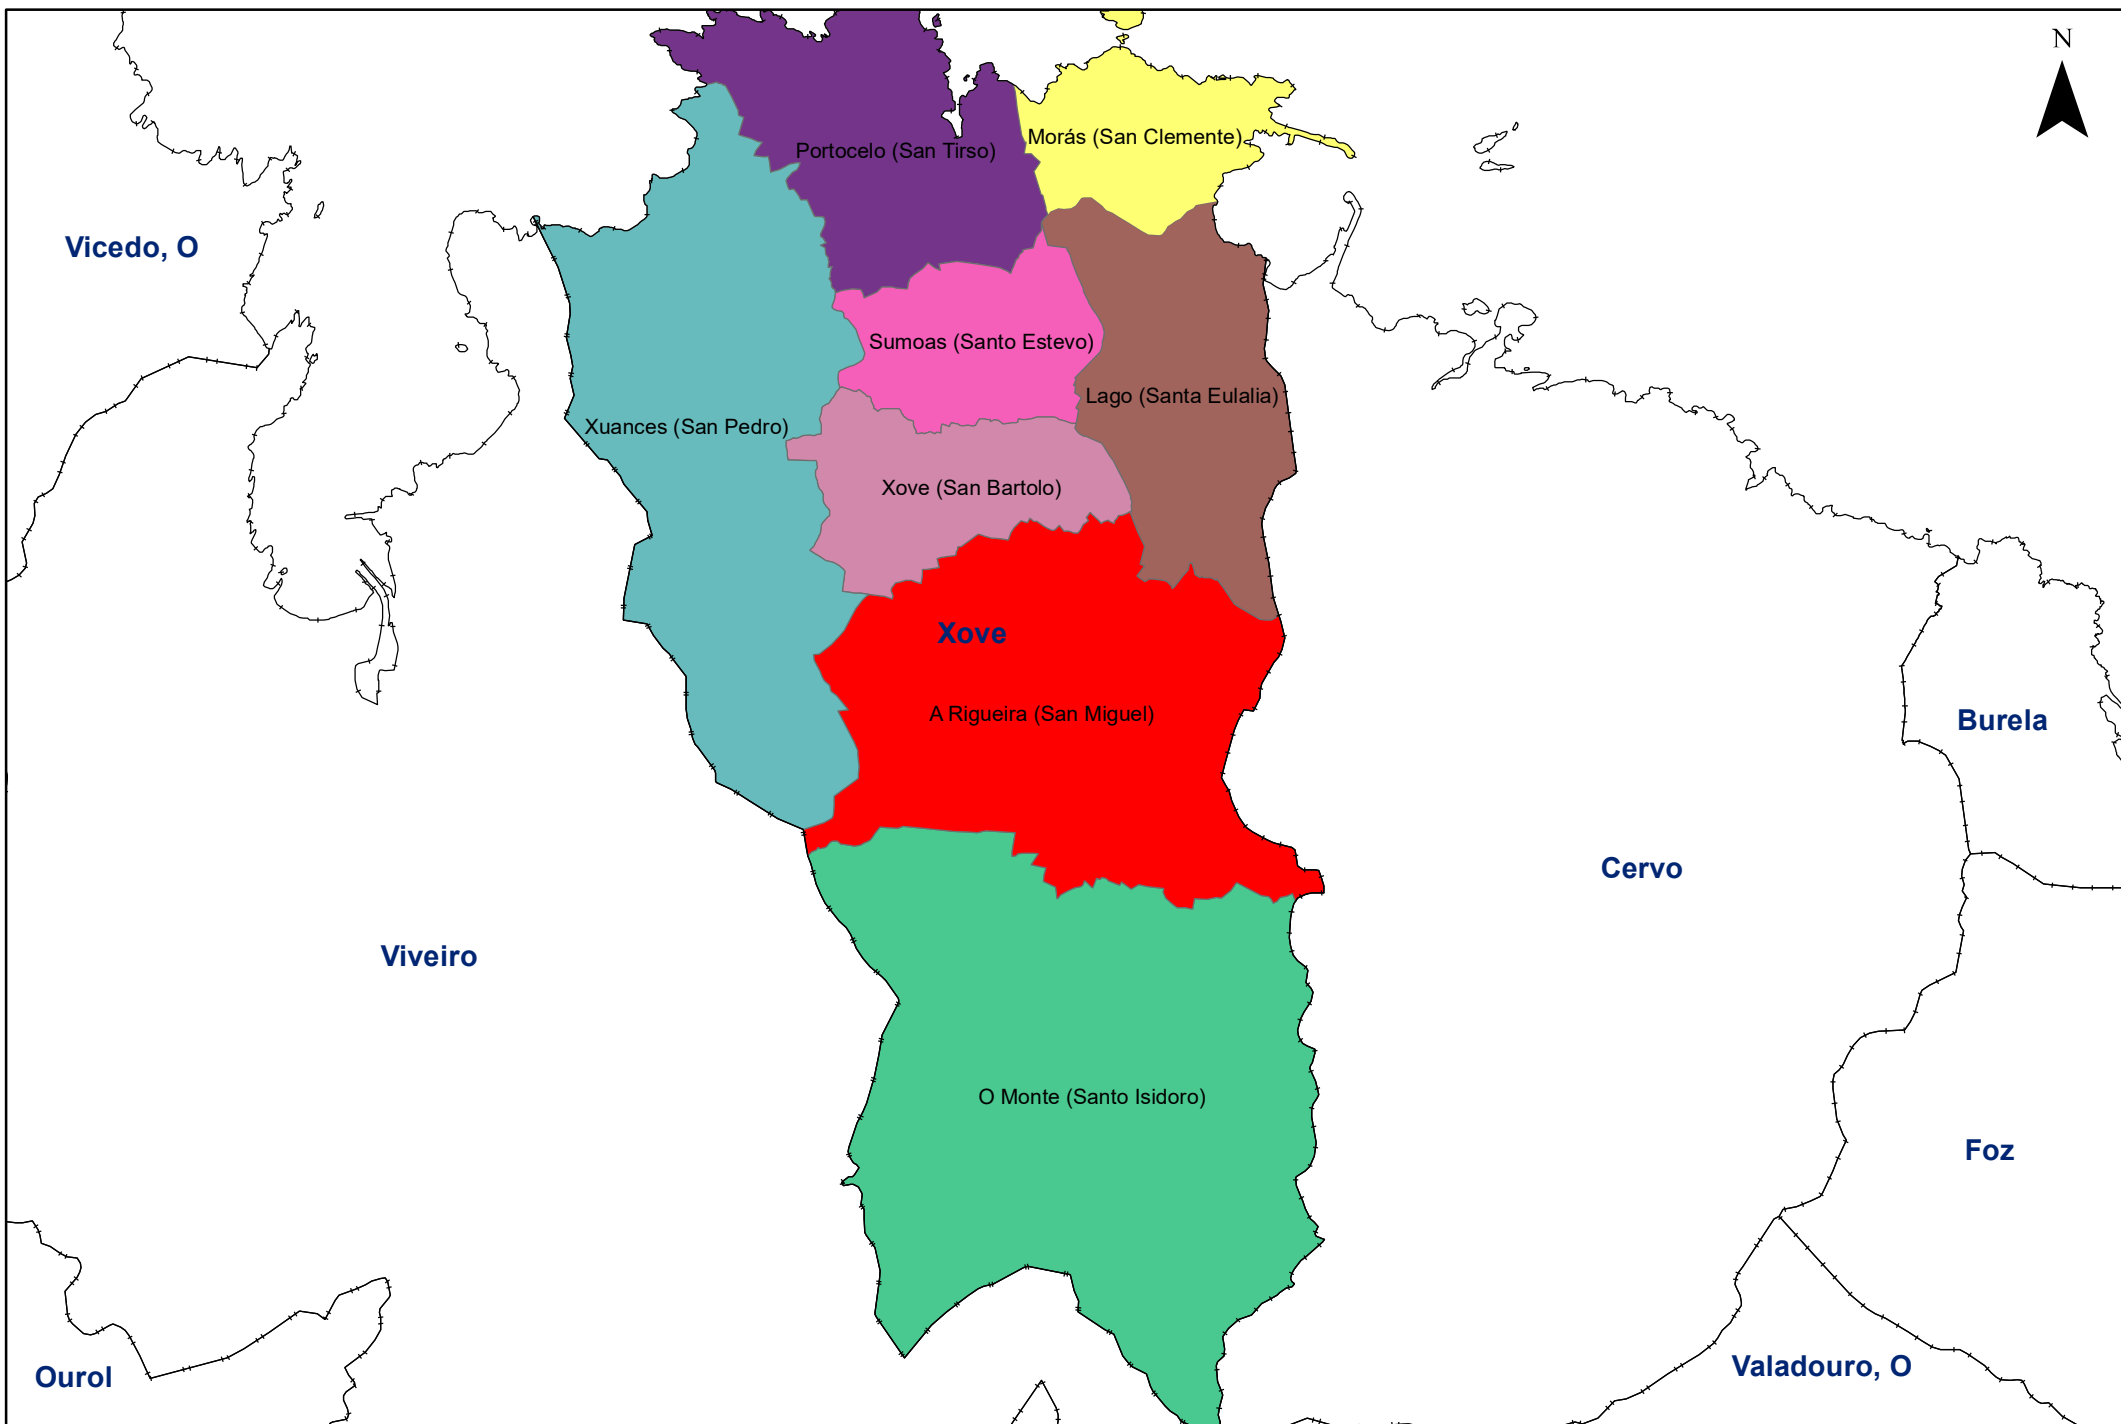 N
Morás (San Clemente)
Portocelo (San Tirso)
Vicedo, O
Sumoas (Santo Estevo)
Lago (Santa Eulalia)
Xuances (San Pedro)
Xove (San Bartolo)
Xove
A Rigueira (San Miguel)
Burela
Cervo
Viveiro
O Monte (Santo Isidoro)
Foz
Valadouro, O
Ourol